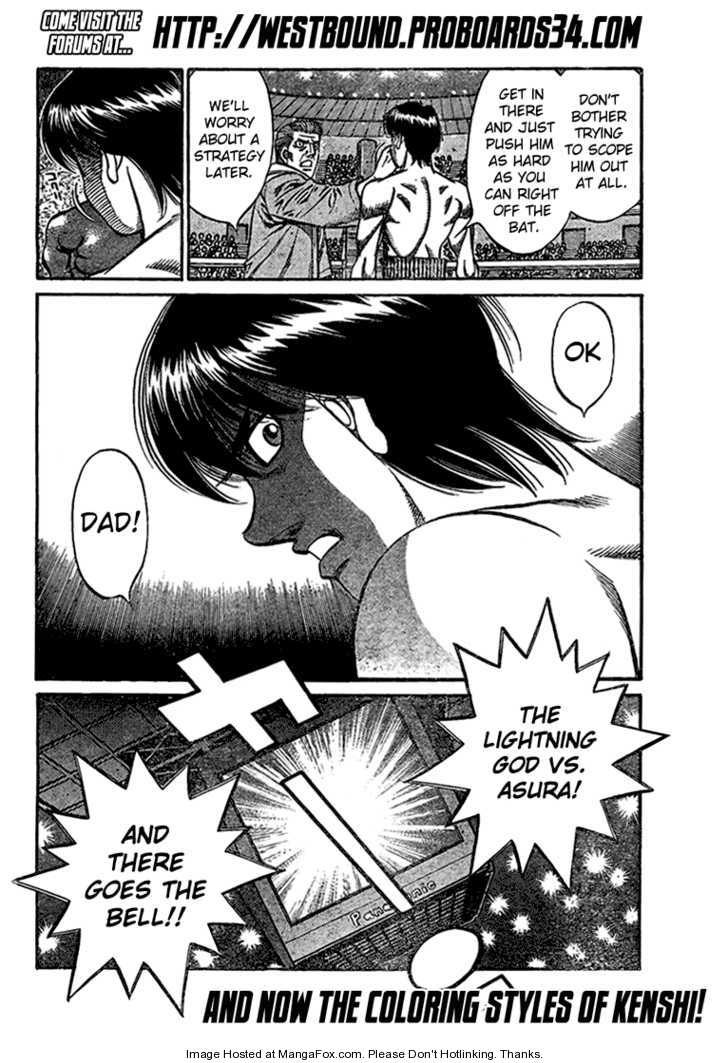 COME VISIT THE
FORUMS AT...
HTTP://WESTBOUND.PROBOARDS34.COM
DON'T
BOTHER
TRYING
TO SCOPE
HIM OUT
AT ALL.
GET IN
THERE
AND JUST
PUSH HIM
AS HARD
AS YOU
CAN RIGHT
OFF THE
BAT.
WE'LL
WORRY
ABOUT A
STRATEGY
LATER.
OK
DAD!
THE
LIGHTNING
GOD VS.
ASURA!
カーン
AND
THERE
GOES THE
BELL!!
AND NOW THE COLORING STYLES OF KENSHI!
Image Hosted at MangaFox.com. Please Don't Hotlinking. Thanks.